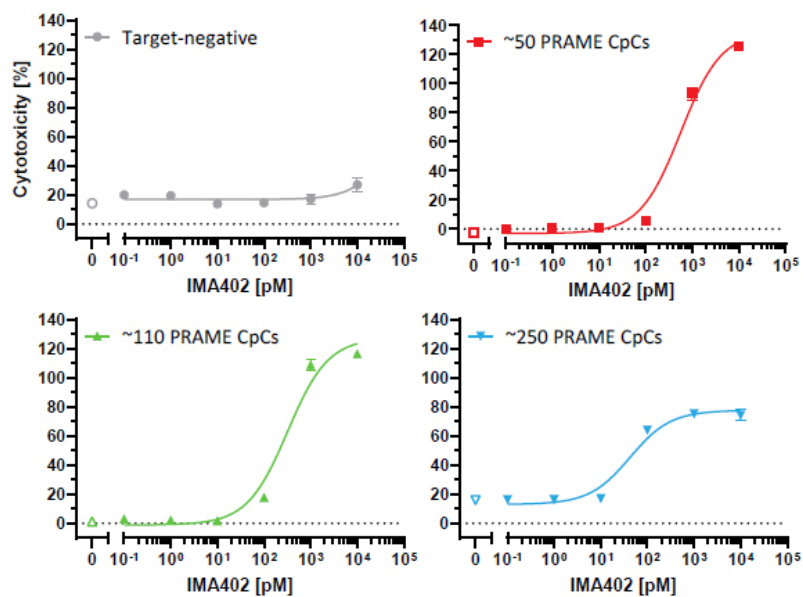 Target-negative
Cytotoxicity [%]
140
120
100
80
60
40
20
0
0 10⁻¹ 10⁰ 10¹ 10² 10³ 10⁴ 10⁵
IMA402 [pM]
~50 PRAME CpCs
140
120
100
80
60
40
20
0
0 10⁻¹ 10⁰ 10¹ 10² 10³ 10⁴ 10⁵
IMA402 [pM]
~110 PRAME CpCs
140
120
100
80
60
40
20
0
0 10⁻¹ 10⁰ 10¹ 10² 10³ 10⁴ 10⁵
IMA402 [pM]
~250 PRAME CpCs
140
120
100
80
60
40
20
0
0 10⁻¹ 10⁰ 10¹ 10² 10³ 10⁴ 10⁵
IMA402 [pM]